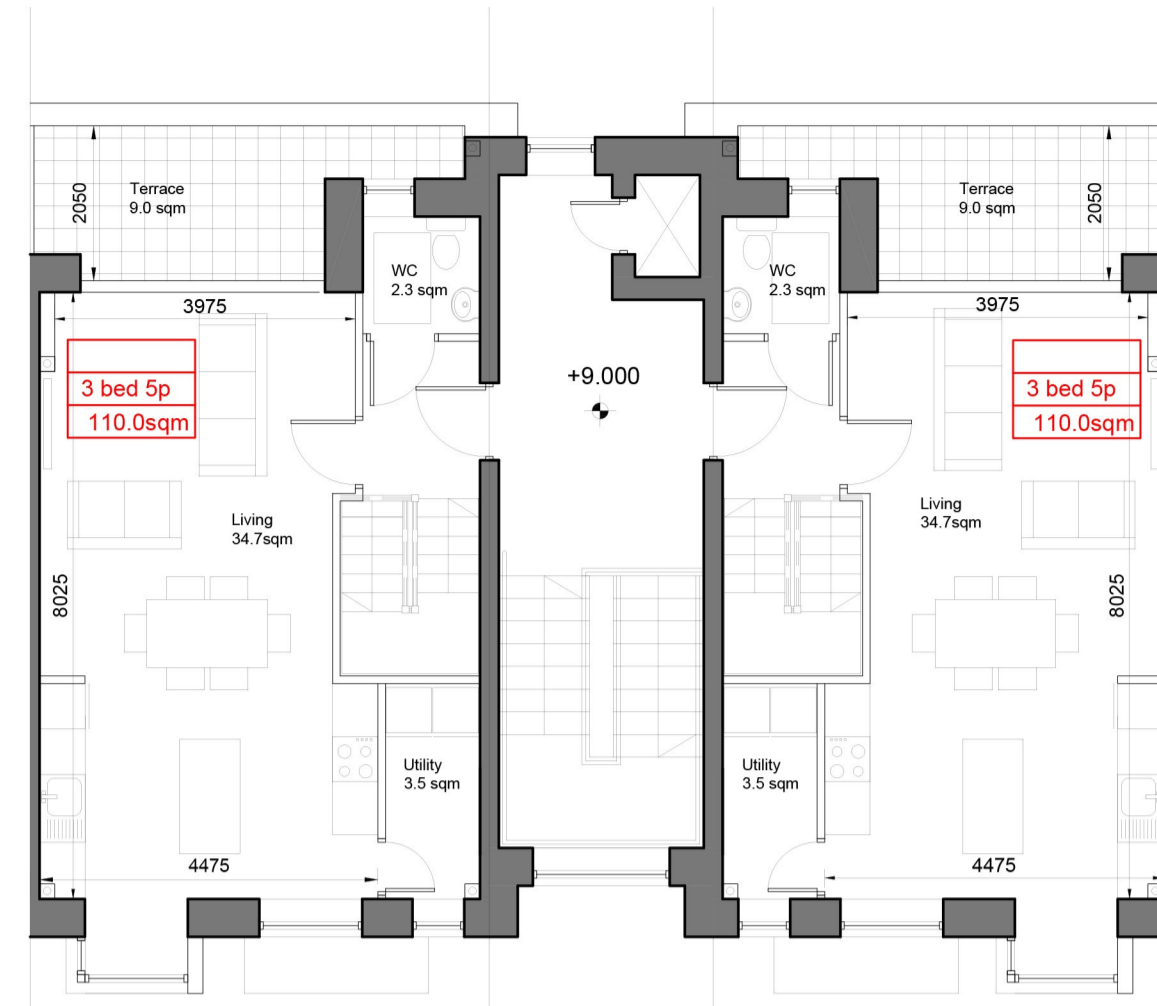 Terrace
9.0 sqm
2050
Terrace
9.0 sqm
2050
WC
2.3 sqm
WC
2.3 sqm
3975
3975
+9.000
3 bed 5p
110.0sqm
3 bed 5p
110.0sqm
Living
34.7sqm
Living
34.7sqm
8025
8025
Utility
3.5 sqm
Utility
3.5 sqm
4475
4475